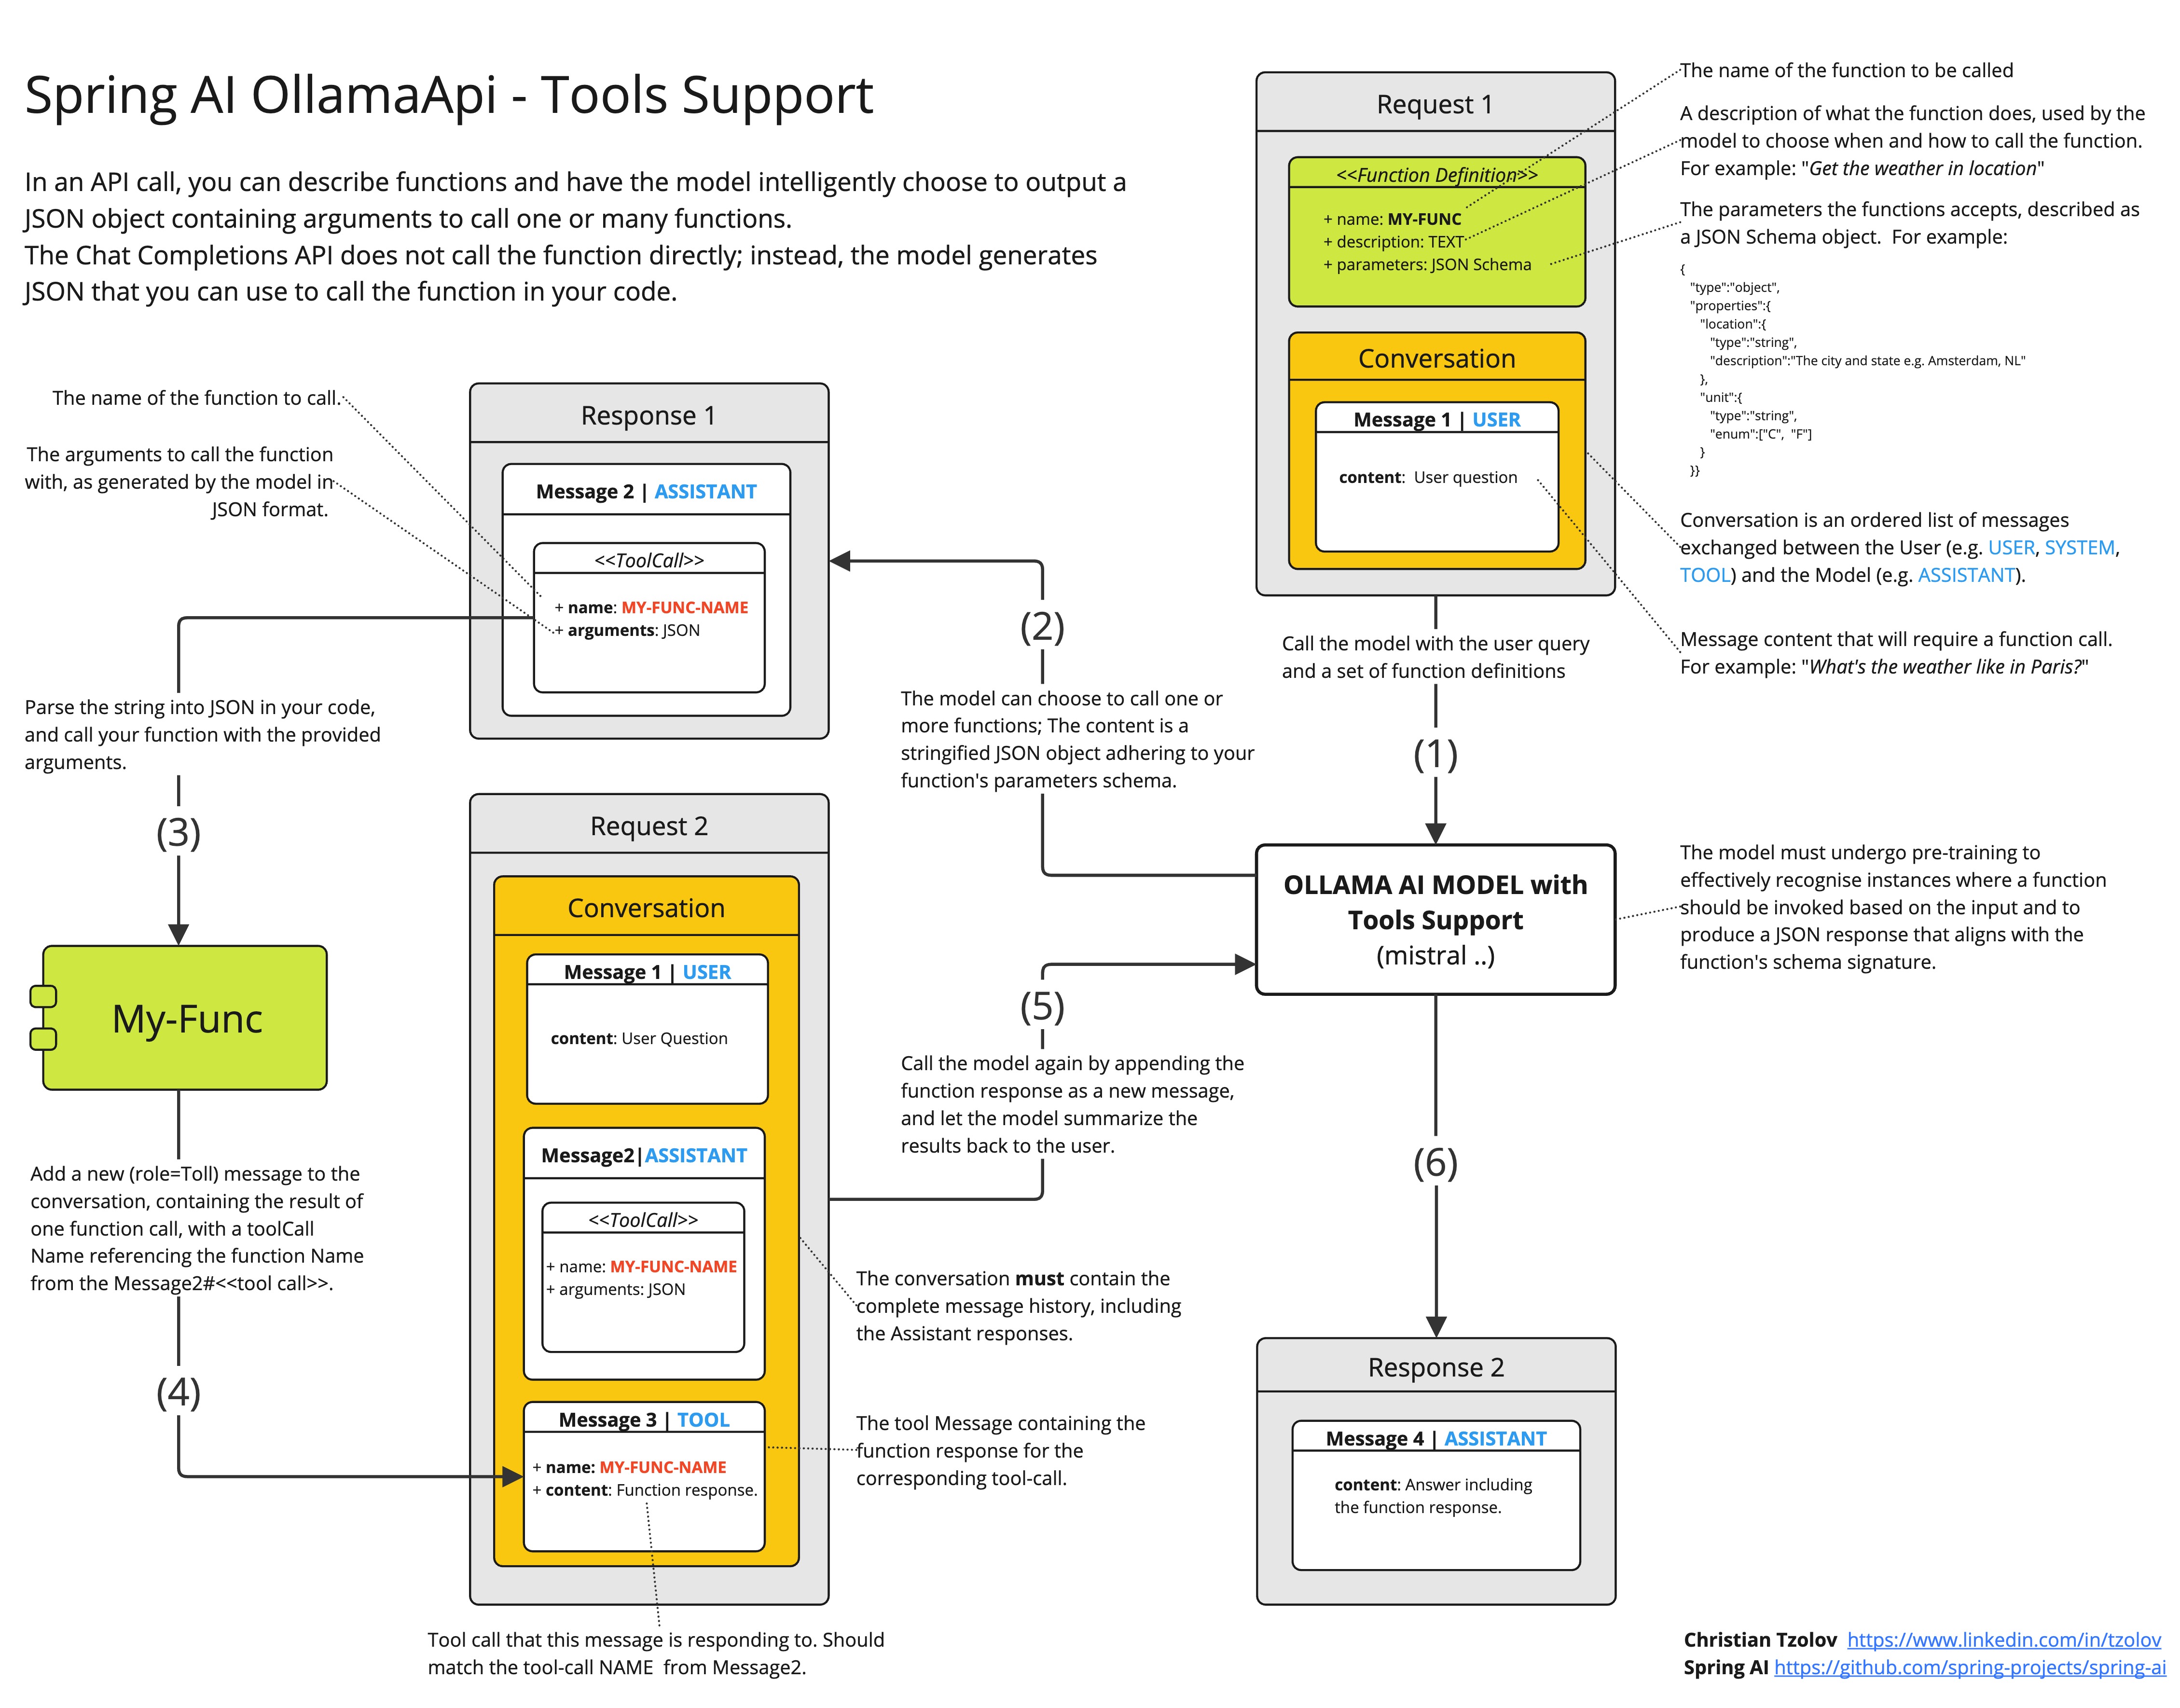 Spring AI OllamaApi - Tools Support
In an API call, you can describe functions and have the model intelligently choose to output a
JSON object containing arguments to call one or many functions.
The Chat Completions API does not call the function directly; instead, the model generates
JSON that you can use to call the function in your code.
Request 1
<<Function Definition>>
+ name: MY-FUNC
+ description: TEXT
+ parameters: JSON Schema
Conversation
Message 1 | USER
content:  User question
The name of the function to be called
A description of what the function does, used by the
model to choose when and how to call the function.
For example: "Get the weather in location"
The parameters the functions accepts, described as
a JSON Schema object.  For example:
{
"type":"object",
"properties":{
"location":{
"type":"string",
"description":"The city and state e.g. Amsterdam, NL"
},
"unit":{
"type":"string",
"enum":["C",  "F"]
}
}}
Conversation is an ordered list of messages
exchanged between the User (e.g. USER, SYSTEM,
TOOL) and the Model (e.g. ASSISTANT).
Message content that will require a function call.
For example: "What's the weather like in Paris?"
Call the model with the user query
and a set of function definitions
(1)
OLLAMA AI MODEL with
Tools Support
(mistral ..)
The model must undergo pre-training to
effectively recognise instances where a function
should be invoked based on the input and to
produce a JSON response that aligns with the
function's schema signature.
(2)
The model can choose to call one or
more functions; The content is a
stringified JSON object adhering to your
function's parameters schema.
Response 1
Message 2 | ASSISTANT
<<ToolCall>>
+ name: MY-FUNC-NAME
+ arguments: JSON
The name of the function to call.
The arguments to call the function
with, as generated by the model in
JSON format.
Parse the string into JSON in your code,
and call your function with the provided
arguments.
(3)
My-Func
Add a new (role=Toll) message to the
conversation, containing the result of
one function call, with a toolCall
Name referencing the function Name
from the Message2#<<tool call>>.
(4)
Request 2
Conversation
Message 1 | USER
content: User Question
Message2|ASSISTANT
<<ToolCall>>
+ name: MY-FUNC-NAME
+ arguments: JSON
Message 3 | TOOL
+ name: MY-FUNC-NAME
+ content: Function response.
Tool call that this message is responding to. Should
match the tool-call NAME  from Message2.
(5)
Call the model again by appending the
function response as a new message,
and let the model summarize the
results back to the user.
The conversation must contain the
complete message history, including
the Assistant responses.
The tool Message containing the
function response for the
corresponding tool-call.
(6)
Response 2
Message 4 | ASSISTANT
content: Answer including
the function response.
Christian Tzolov  https://www.linkedin.com/in/tzolov
Spring AI https://github.com/spring-projects/spring-ai